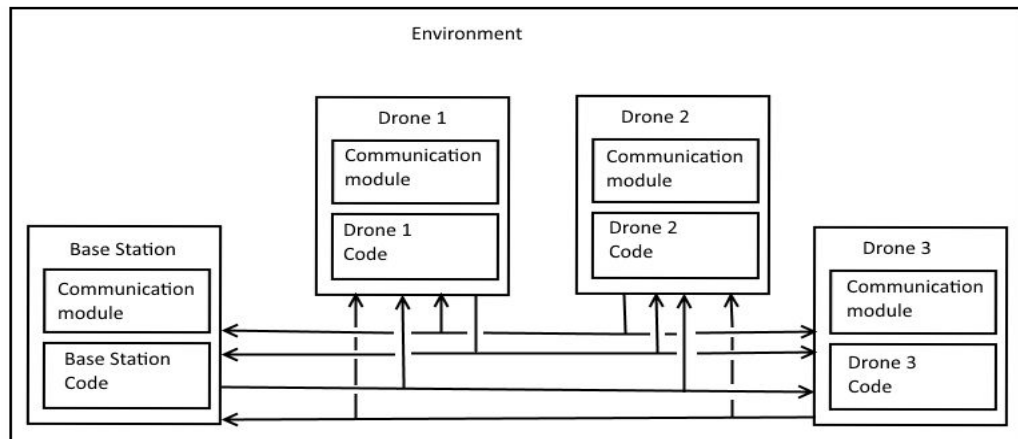 Environment
Drone 1
Communication
module
Drone 1
Code
Drone 2
Communication
module
Drone 2
Code
Base Station
Communication
module
Base Station
Code
Drone 3
Communication
module
Drone 3
Code